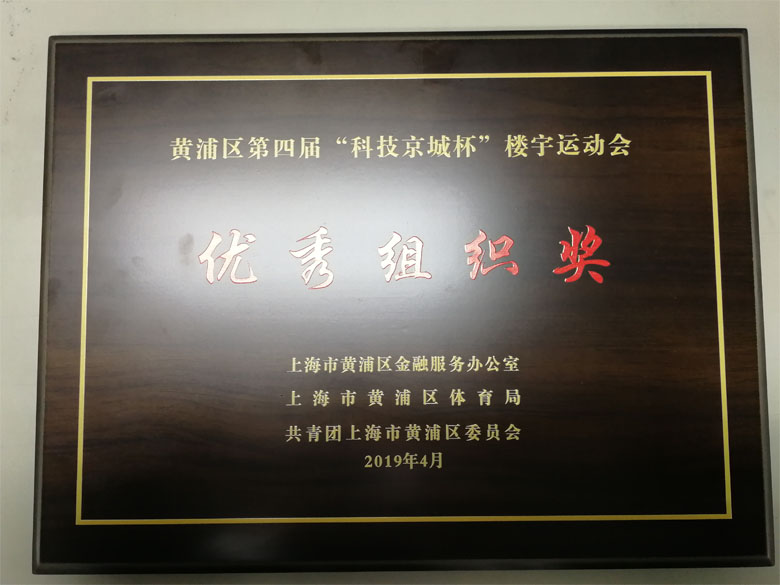 黄浦区第四届“科技京城杯”楼宇运动会
优秀组织奖
上海市黄浦区金融服务办公室
上海市黄浦区体育局
共青团上海市黄浦区委员会
2019年4月